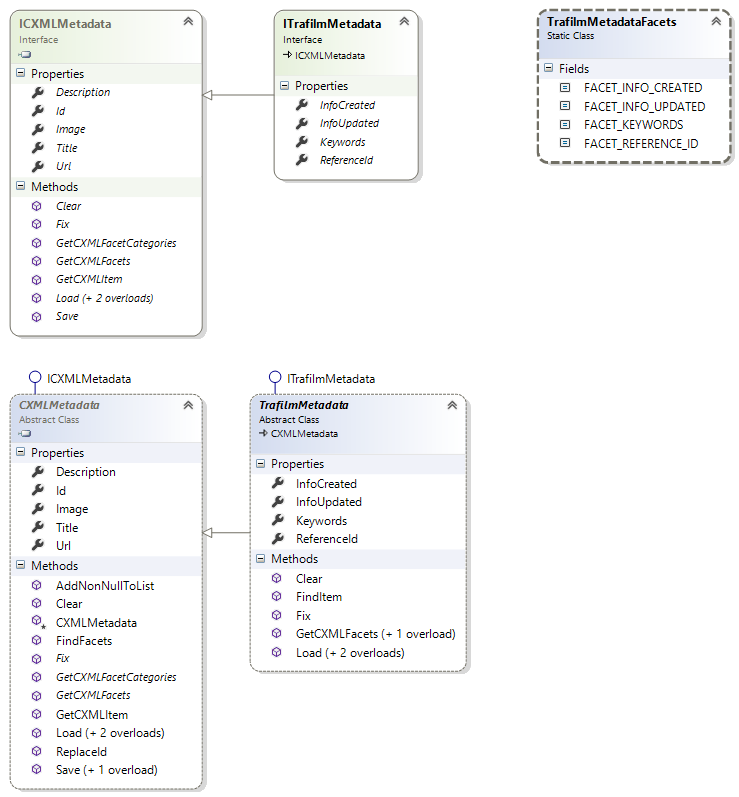 ICXMLMetadata
Interface
Properties
Description
Id
Image
Title
Url
Methods
Clear
Fix
GetCXMLFacetCategories
GetCXMLFacets
GetCXMLItem
Load (+ 2 overloads)
Save
ITrafilmMetadata
Interface
ICXMLMetadata
Properties
InfoCreated
InfoUpdated
Keywords
ReferenceId
TrafilmMetadataFacets
Static Class
Fields
FACET_INFO_CREATED
FACET_INFO_UPDATED
FACET_KEYWORDS
FACET_REFERENCE_ID
ICXMLMetadata
CXMLMetadata
Abstract Class
Properties
Description
Id
Image
Title
Url
Methods
AddNonNullToList
Clear
CXMLMetadata
FindFacets
Fix
GetCXMLFacetCategories
GetCXMLFacets
GetCXMLItem
Load (+ 2 overloads)
ReplaceId
Save (+ 1 overload)
ITrafilmMetadata
TrafilmMetadata
Abstract Class
CXMLMetadata
Properties
InfoCreated
InfoUpdated
Keywords
ReferenceId
Methods
Clear
FindItem
Fix
GetCXMLFacets (+ 1 overload)
Load (+ 2 overloads)